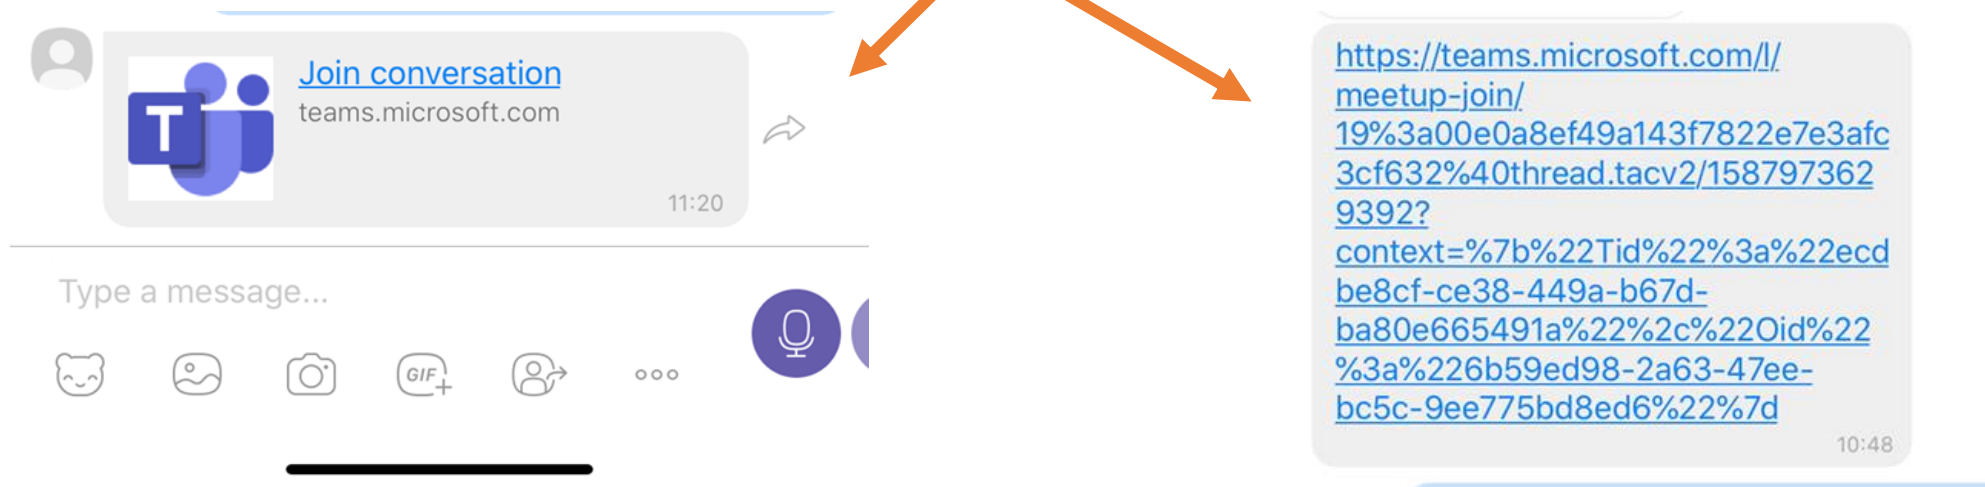 T
Join conversation
teams.microsoft.com
11:20
Type a message...
GIF
https://teams.microsoft.com/l/
meetup-join/
19%3a00e0a8ef49a143f7822e7e3afc
3cf632%40thread.tacv2/158797362
9392?
context=%7b%22Tid%22%3a%22ecd
be8cf-ce38-449a-b67d-
ba80e665491a%22%2c%22Oid%22
%3a%226b59ed98-2a63-47ee-
bc5c-9ee775bd8ed6%22%7d
10:48